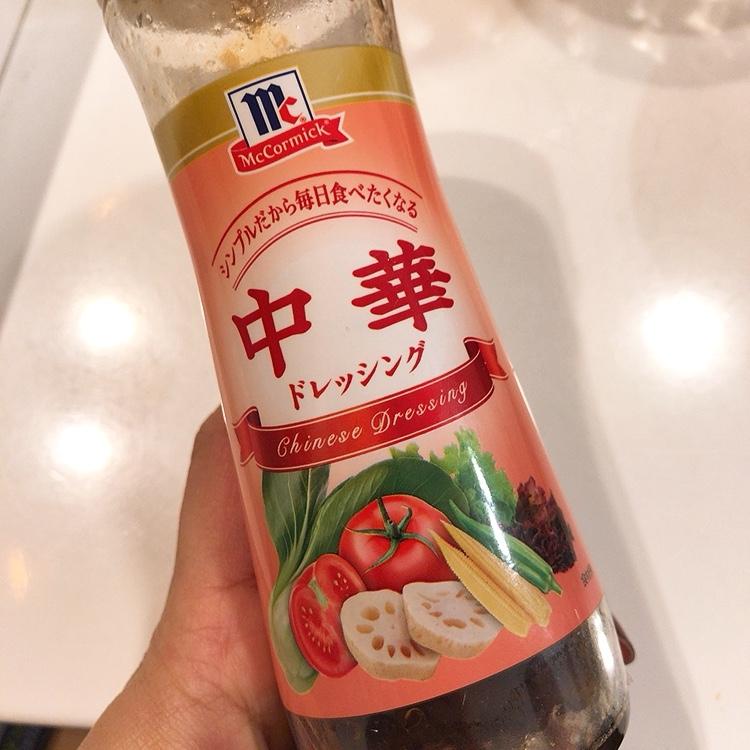 Mc
McCormick®
シンプルだから毎日食べたくなる
中華
ドレッシング
Chinese Dressing